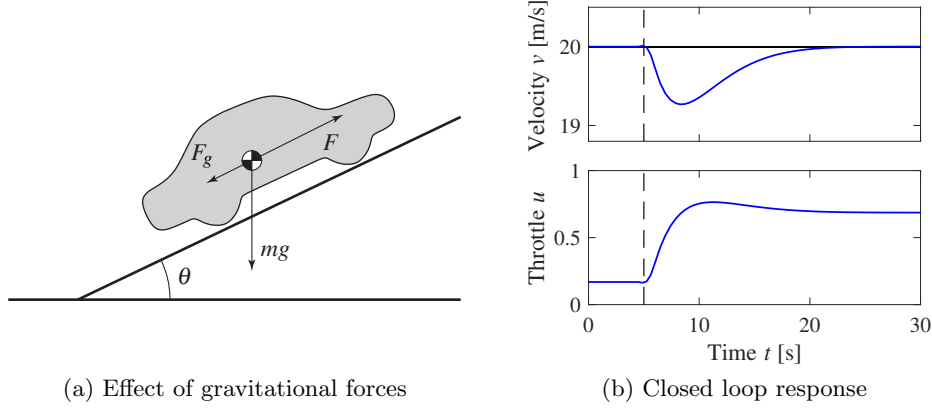 F_g
F
mg
θ
(a) Effect of gravitational forces
Velocity v [m/s]
20
19
Throttle u
1
0.5
0
0
10
20
30
Time t [s]
(b) Closed loop response